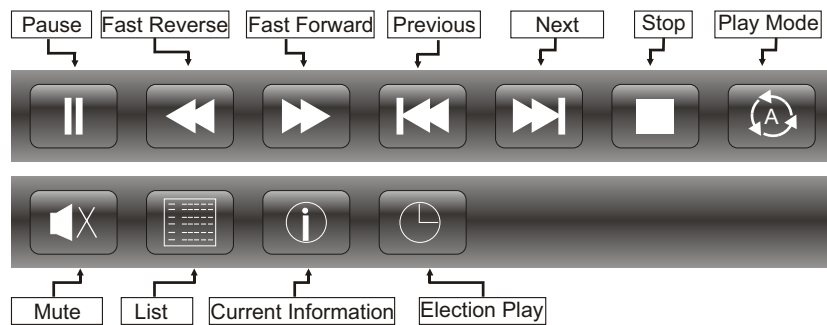 Pause Fast Reverse Fast Forward Previous Next Stop Play Mode
A
Mute List Current Information Election Play